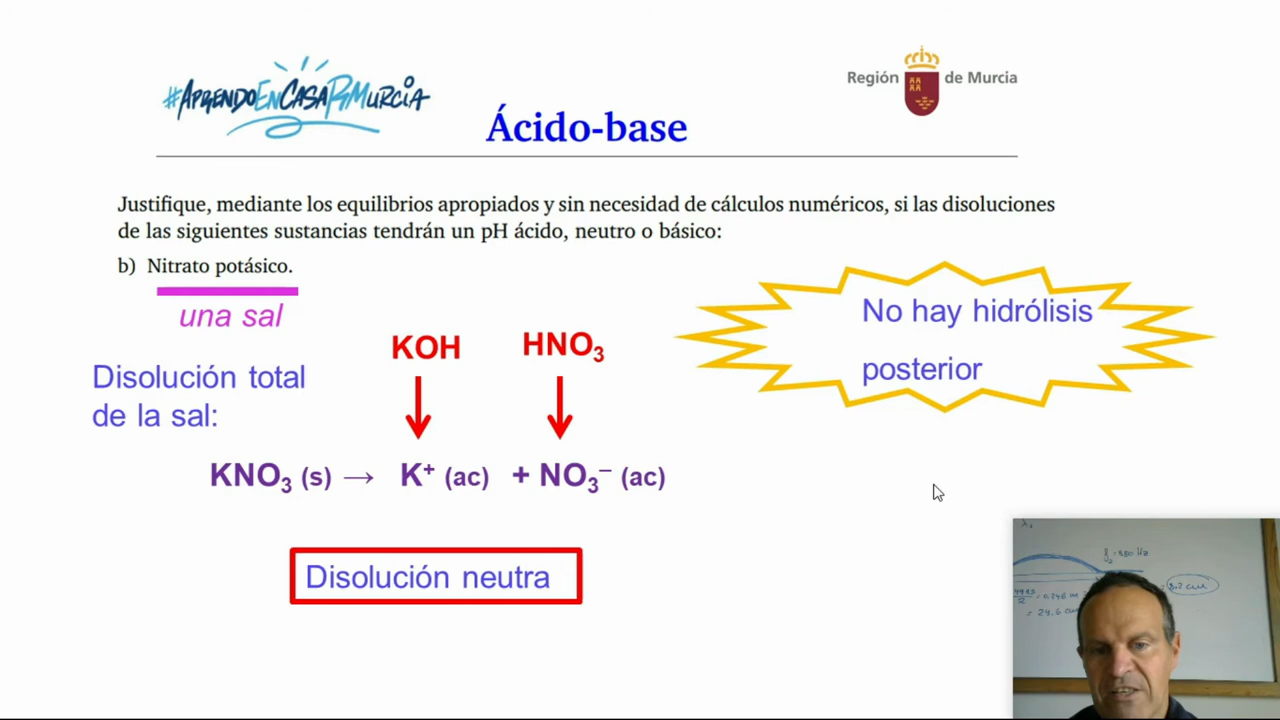 #APRENDOENCASARMURCIA
Región de Murcia
Ácido-base
Justifique, mediante los equilibrios apropiados y sin necesidad de cálculos numéricos, si las disoluciones
de las siguientes sustancias tendrán un pH ácido, neutro o básico:
b) Nitrato potásico.
una sal
No hay hidrólisis
posterior
KOH HNO₃
Disolución total
de la sal:
KNO₃ (s) → K⁺ (ac) + NO₃⁻ (ac)
Disolución neutra